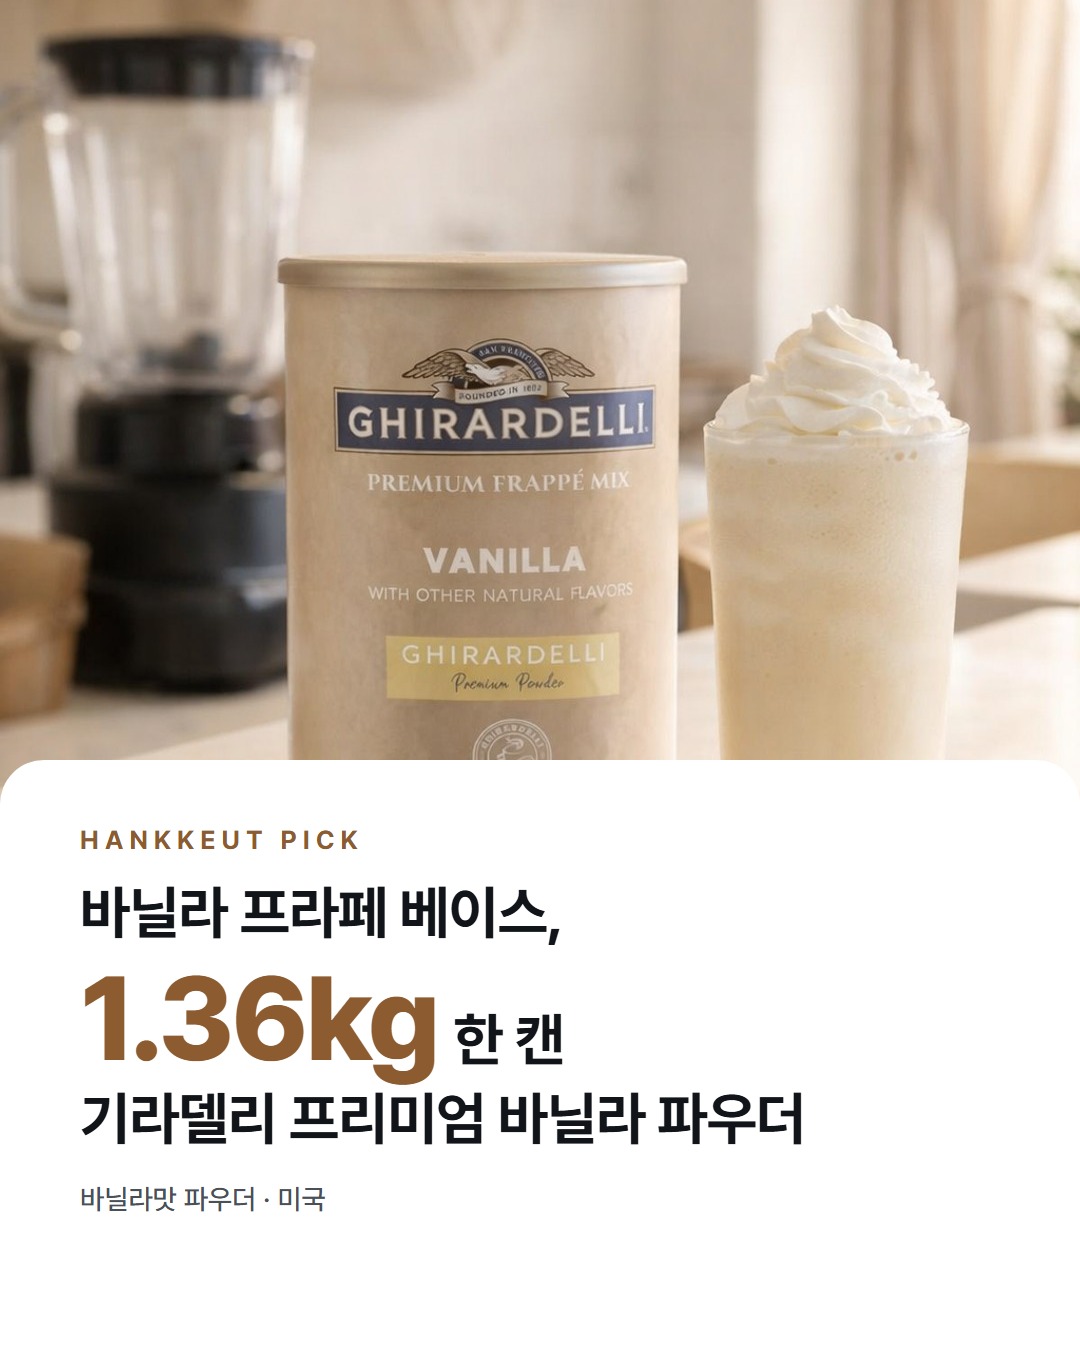 SAN FRANCISCO
FOUNDED IN 1852
GHIRARDELLI
PREMIUM FRAPPÉ MIX
VANILLA
WITH OTHER NATURAL FLAVORS
GHIRARDELLI
Premium Powder
HANKKEUT PICK
바닐라 프라페 베이스,
1.36kg 한 캔
기라델리 프리미엄 바닐라 파우더
바닐라맛 파우더 · 미국